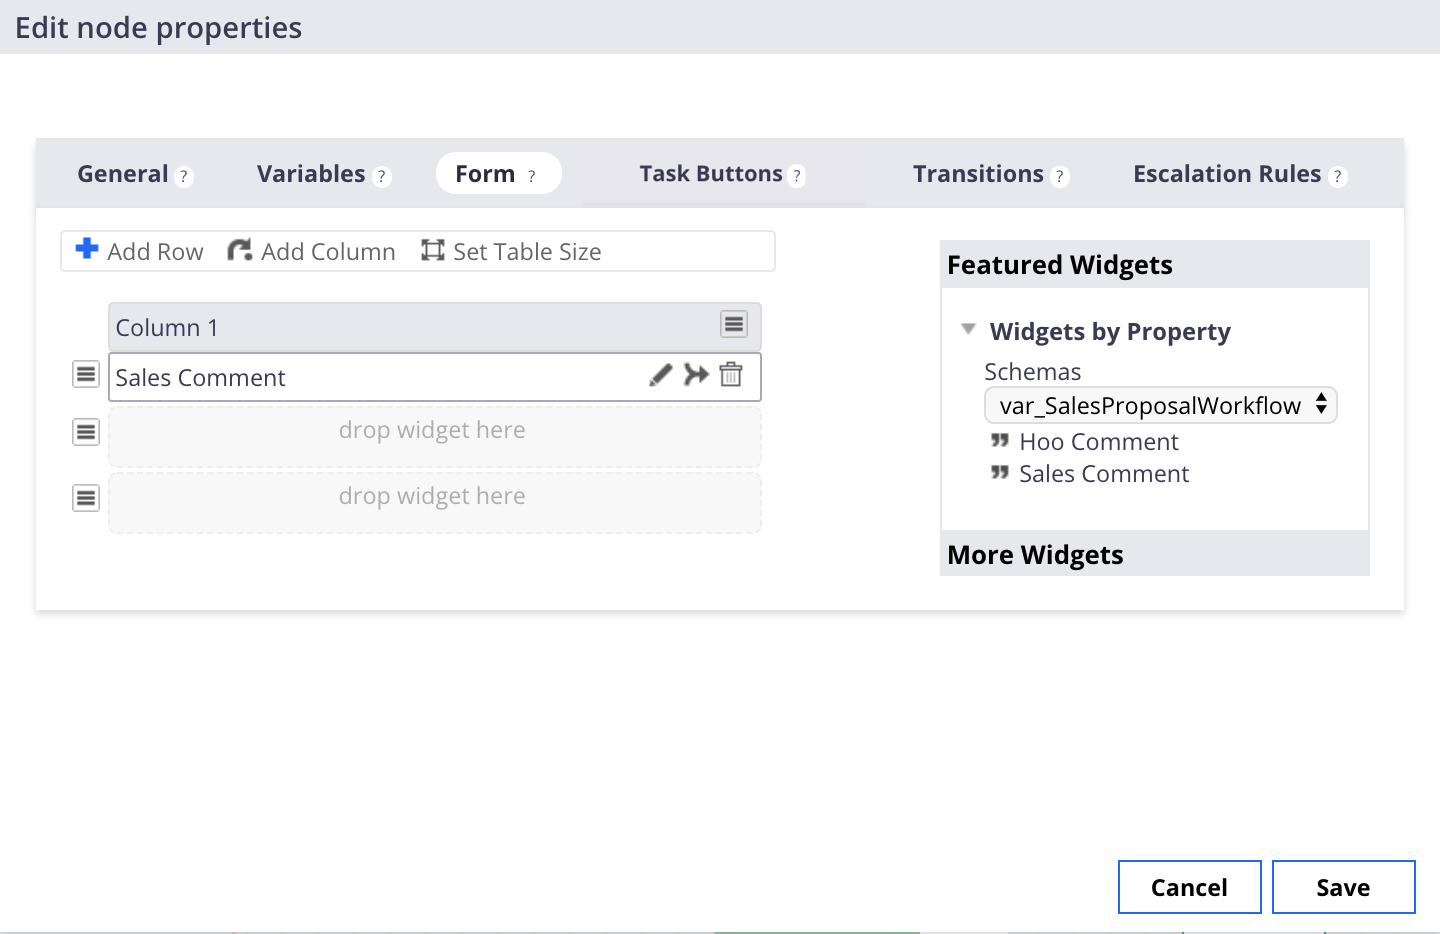 Edit node properties
General ? Variables ? Form ? Task Buttons ? Transitions ? Escalation Rules ?
Add Row Add Column Set Table Size
Column 1
Sales Comment
drop widget here
drop widget here
Featured Widgets
Widgets by Property
Schemas
var_SalesProposalWorkflow
Hoo Comment
Sales Comment
More Widgets
Cancel Save